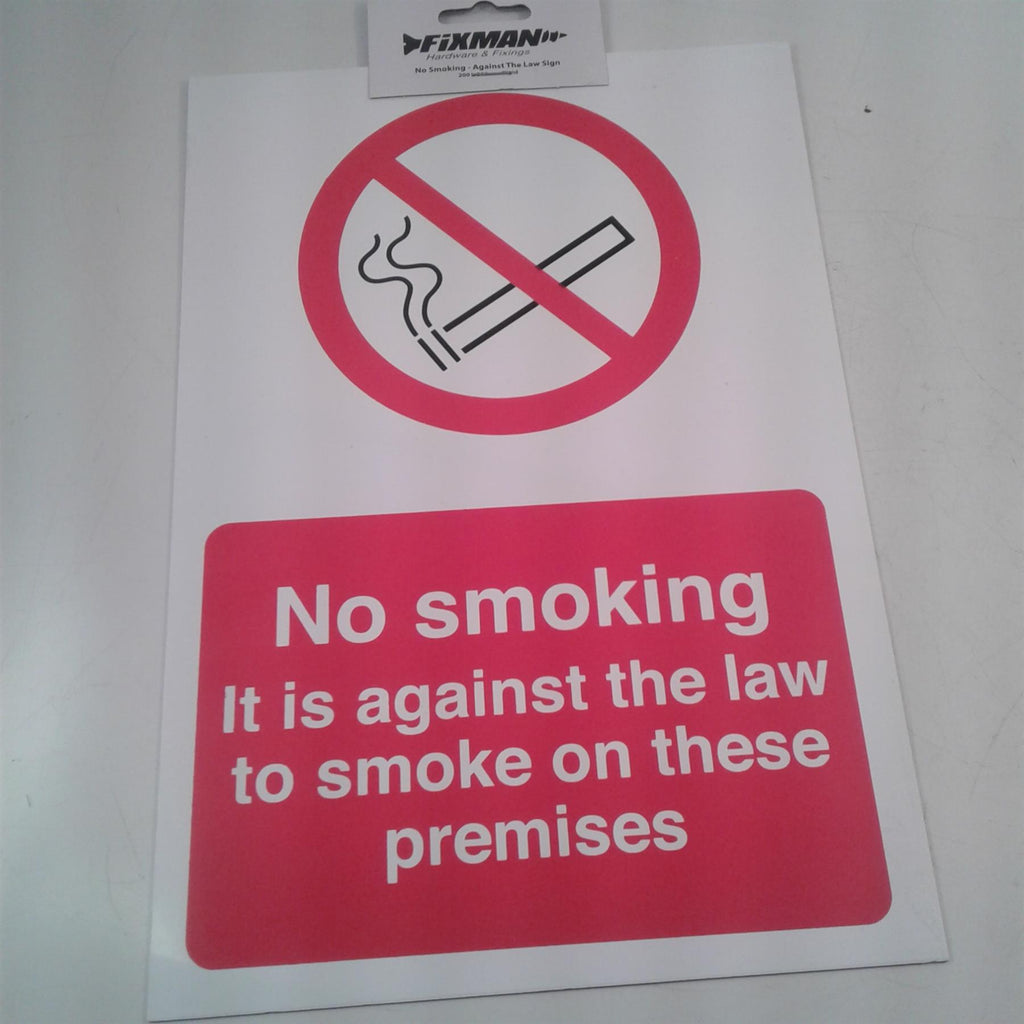 FiXMAN
Hardware & Fixings
No Smoking - Against The Law Sign
200
No smoking
It is against the law
to smoke on these
premises